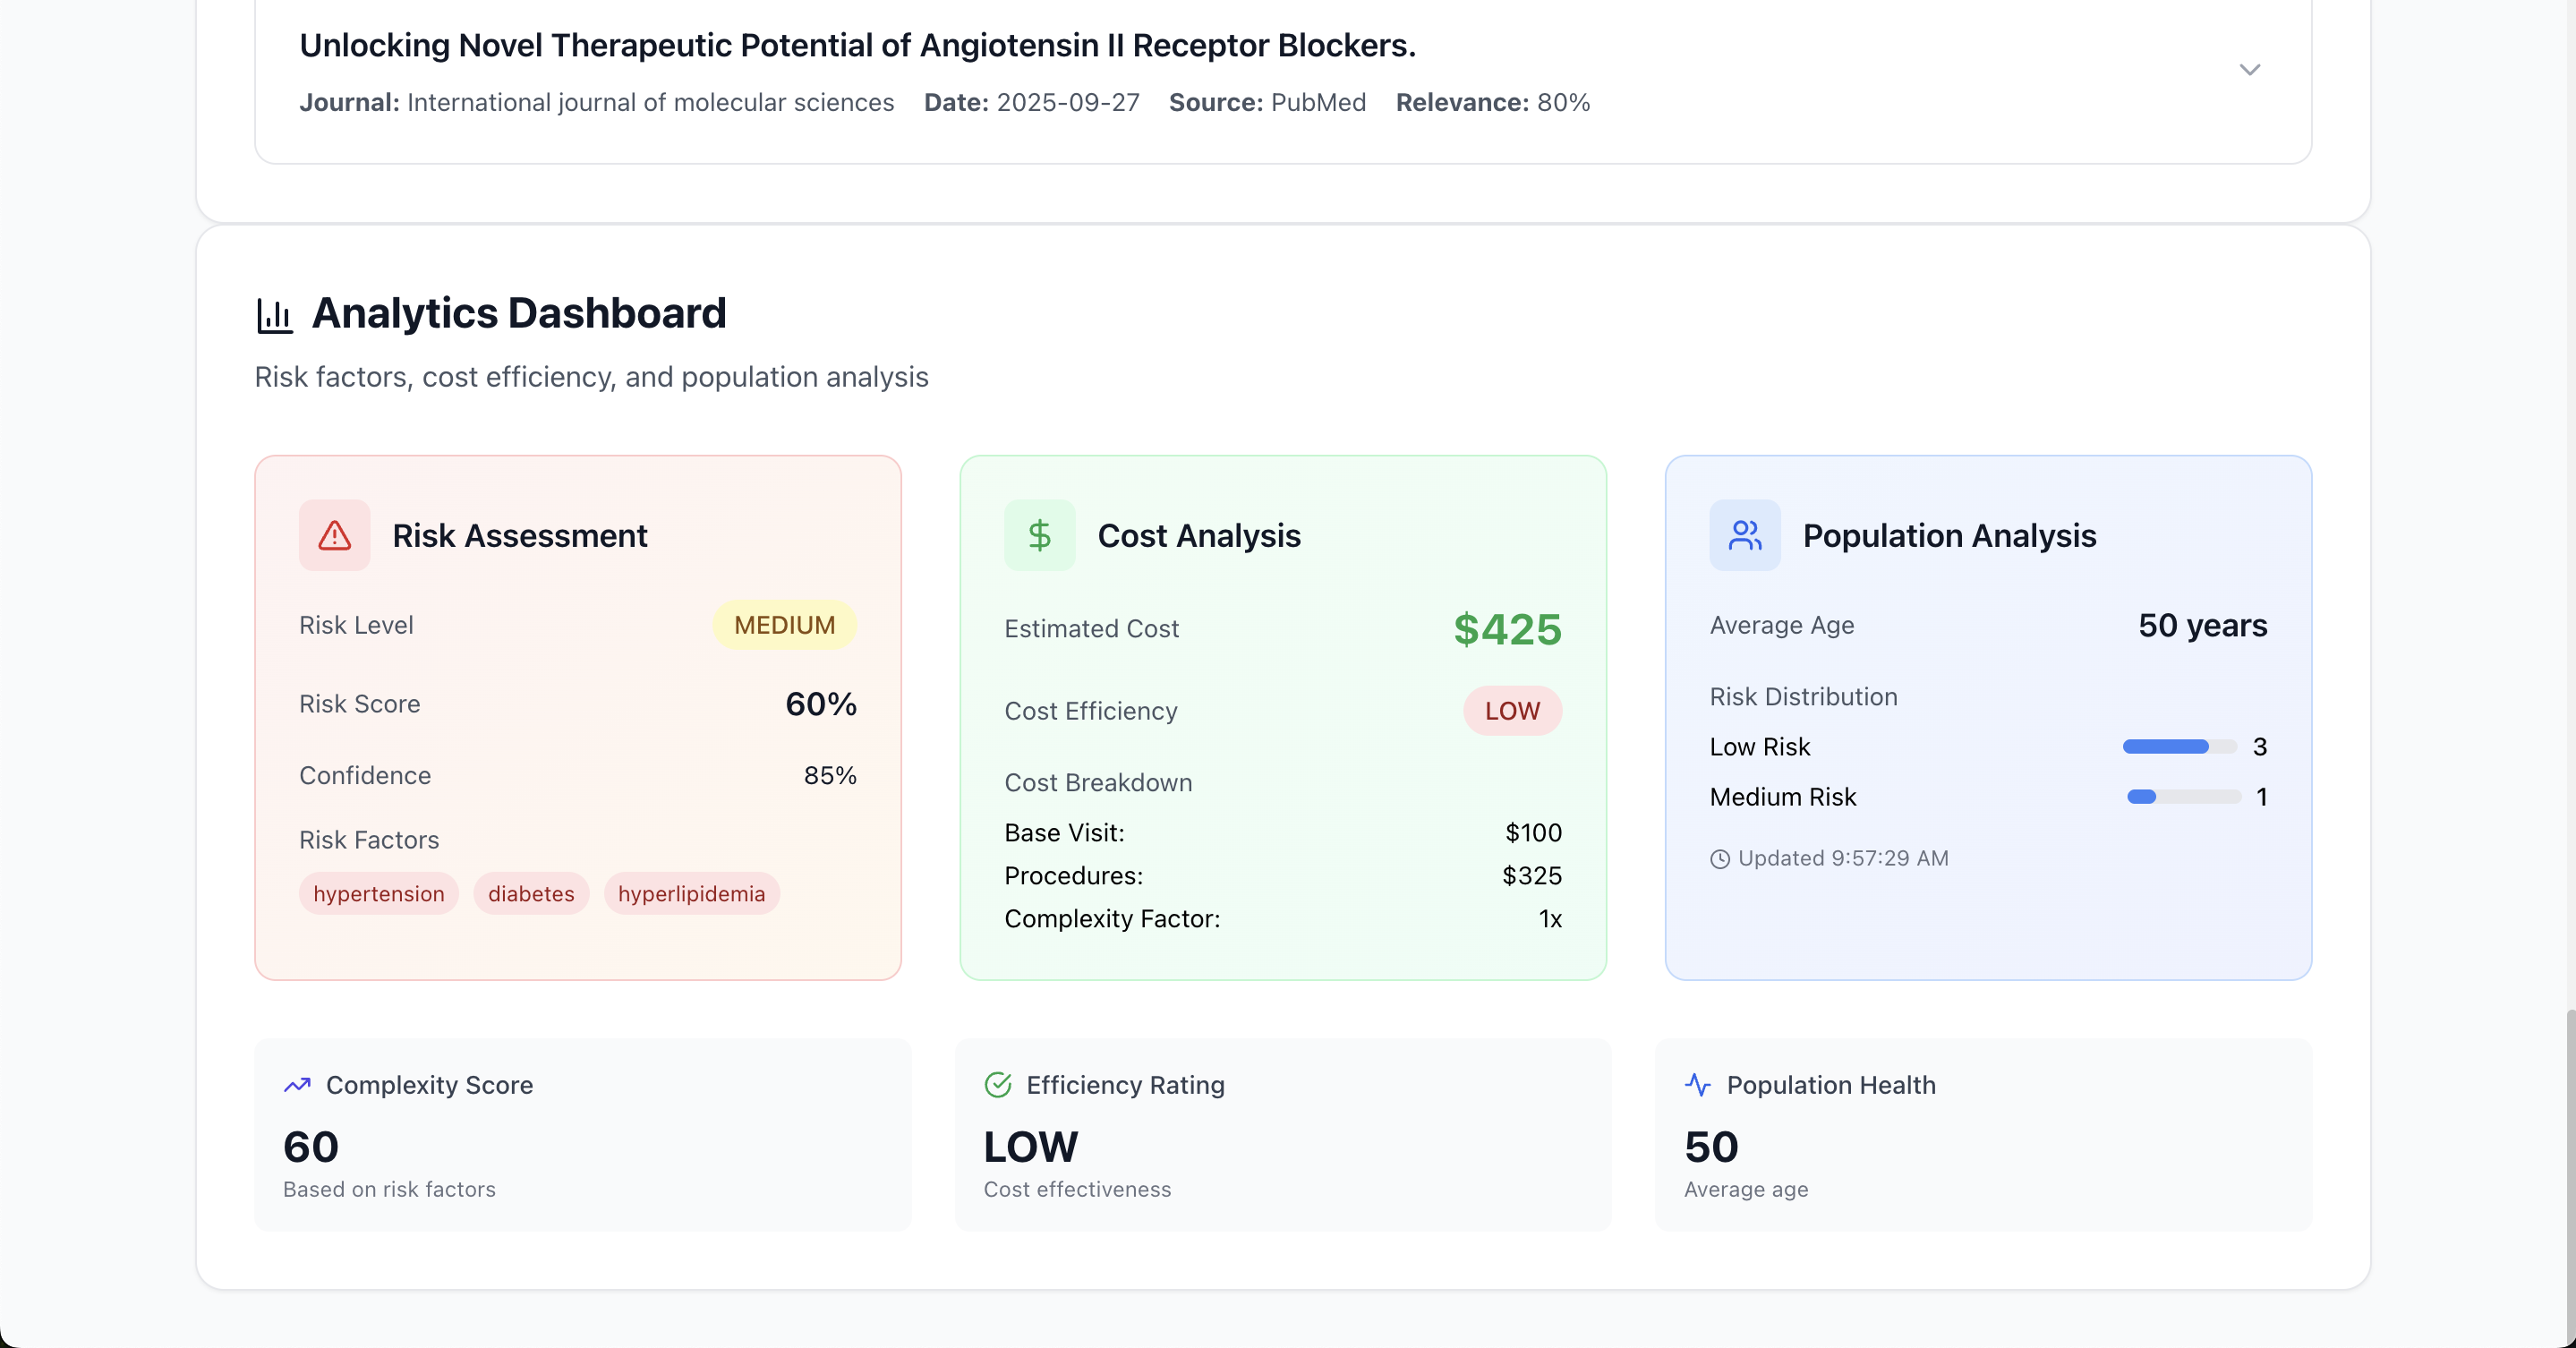 Unlocking Novel Therapeutic Potential of Angiotensin II Receptor Blockers.
Journal: International journal of molecular sciences Date: 2025-09-27 Source: PubMed Relevance: 80%
Analytics Dashboard
Risk factors, cost efficiency, and population analysis
Risk Assessment
Risk Level MEDIUM
Risk Score 60%
Confidence 85%
Risk Factors
hypertension diabetes hyperlipidemia
Cost Analysis
Estimated Cost $425
Cost Efficiency LOW
Cost Breakdown
Base Visit: $100
Procedures: $325
Complexity Factor: 1x
Population Analysis
Average Age 50 years
Risk Distribution
Low Risk 3
Medium Risk 1
Updated 9:57:29 AM
Complexity Score
60
Based on risk factors
Efficiency Rating
LOW
Cost effectiveness
Population Health
50
Average age